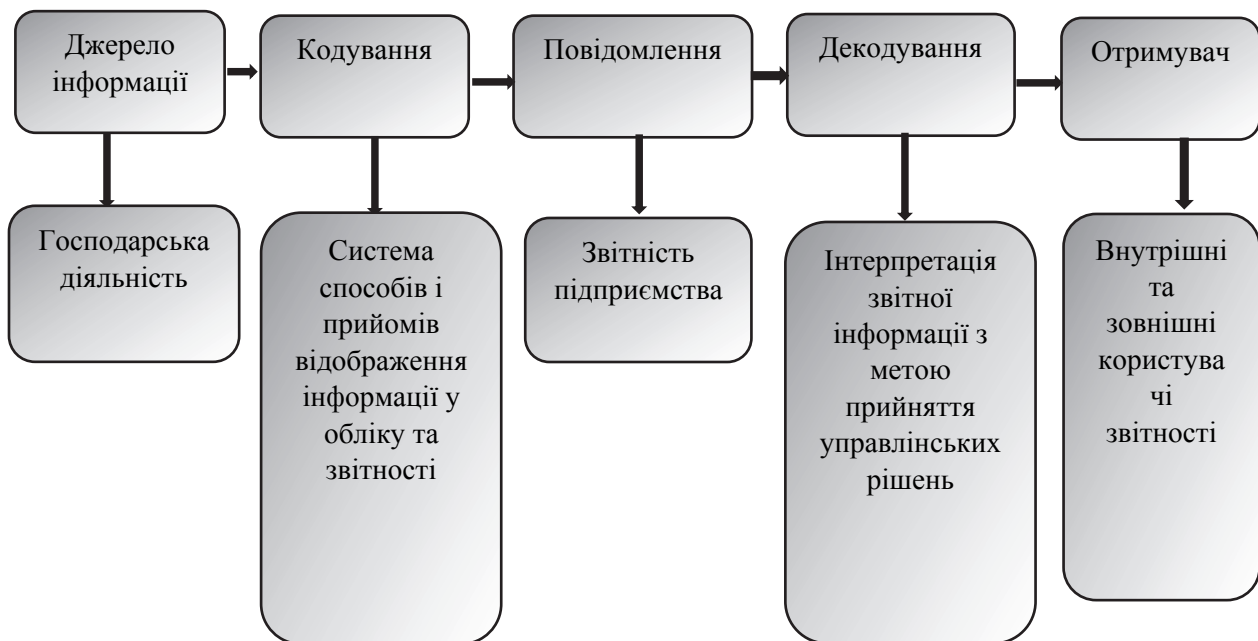 Джерело
інформації
Кодування
Повідомлення
Декодування
Отримувач
Господарська
діяльність
Система
способів і
прийомів
відображення
інформації у
обліку та
звітності
Звітність
підприємства
Інтерпретація
звітної
інформації з
метою
прийняття
управлінських
рішень
Внутрішні
та
зовнішні
користува
чі
звітності